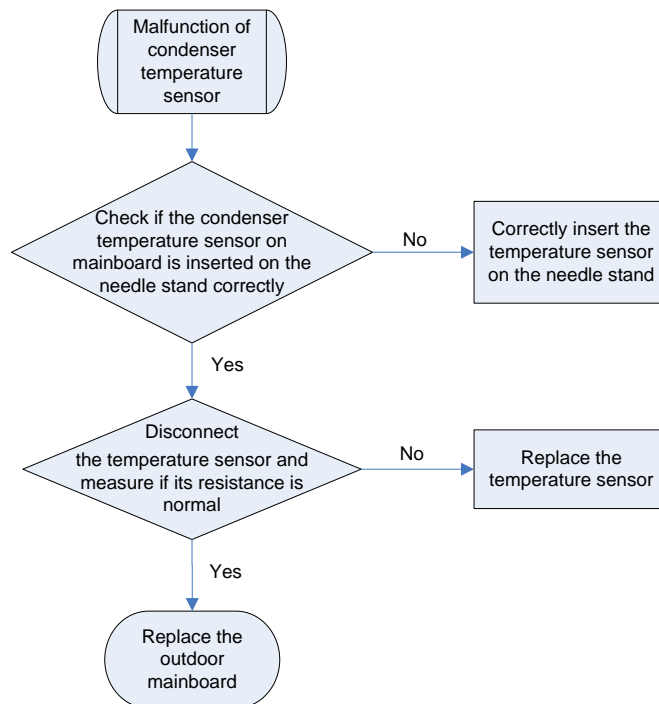 Malfunction of
condenser
temperature
sensor
Check if the condenser
temperature sensor on
mainboard is inserted on the
needle stand correctly
No
Correctly insert the
temperature sensor
on the needle stand
Yes
Disconnect
the temperature sensor and
measure if its resistance is
normal
No
Replace the
temperature sensor
Yes
Replace the
outdoor
mainboard